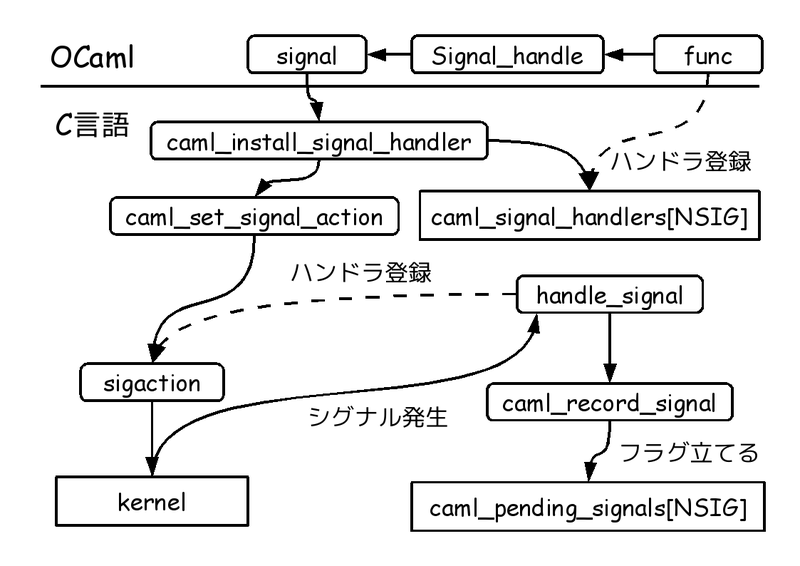 OCaml
signal
Signal_handle
func
C言語
caml_install_signal_handler
ハンドラ登録
caml_set_signal_action
caml_signal_handlers[NSIG]
ハンドラ登録
handle_signal
sigaction
caml_record_signal
シグナル発生
フラグ立てる
kernel
caml_pending_signals[NSIG]